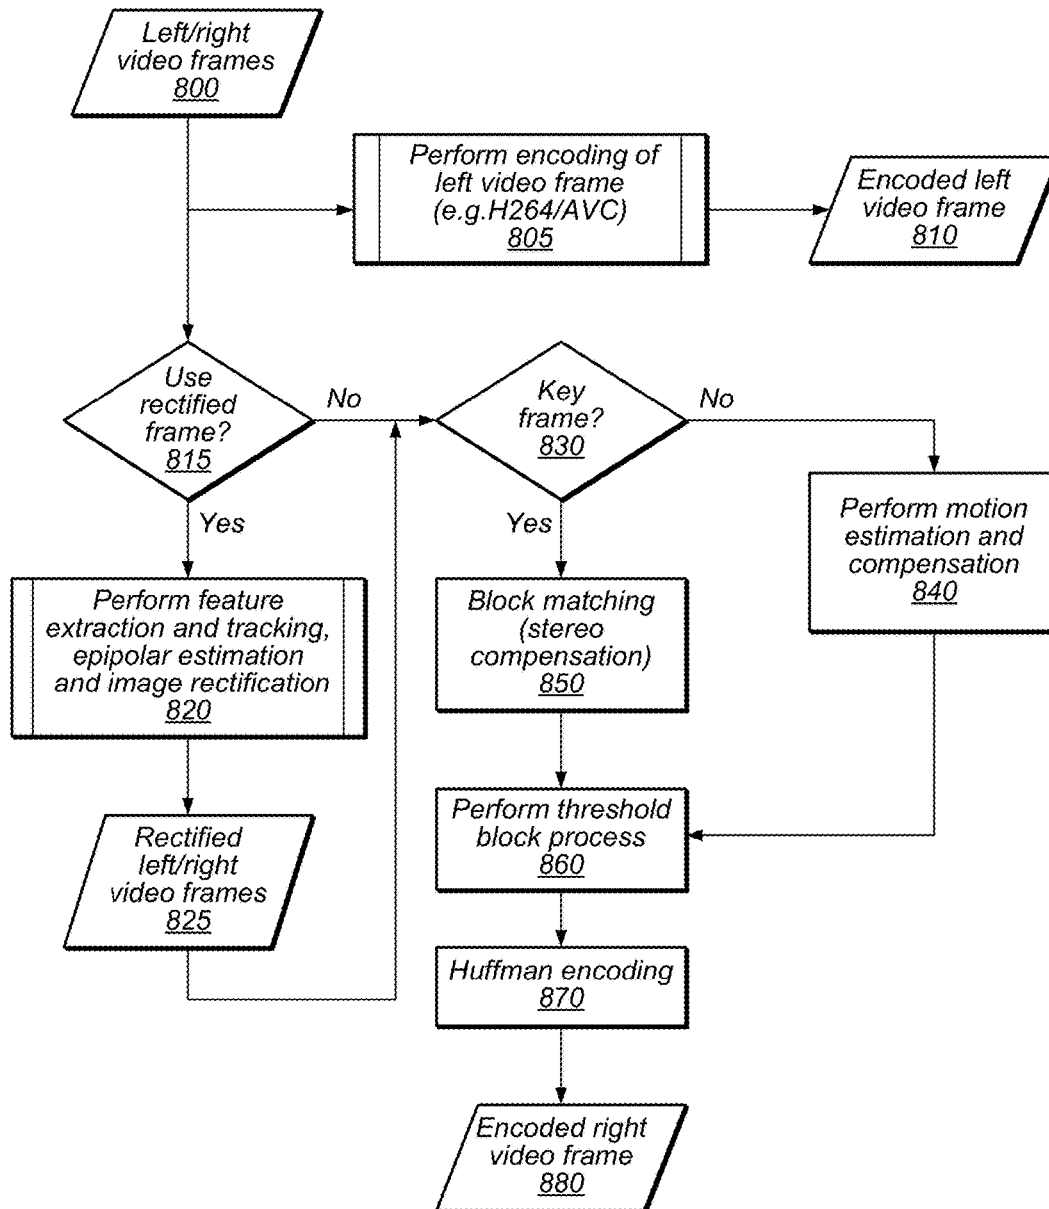 Left/right
video frames
800
Perform encoding of
left video frame
(e.g.H264/AVC)
805
Encoded left
video frame
810
Use
rectified
frame?
815
No
Yes
Key
frame?
830
No
Yes
Perform motion
estimation and
compensation
840
Perform feature
extraction and tracking,
epipolar estimation
and image rectification
820
Block matching
(stereo
compensation)
850
Rectified
left/right
video frames
825
Perform threshold
block process
860
Huffman encoding
870
Encoded right
video frame
880